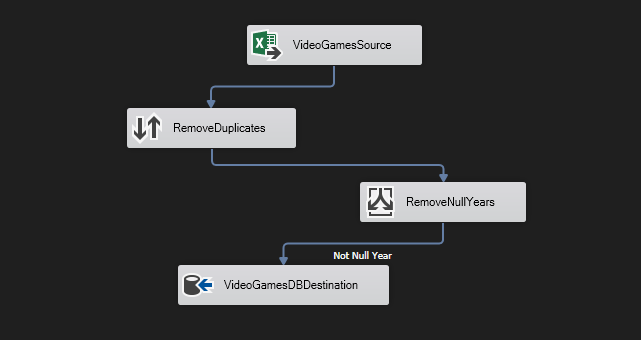 VideoGamesSource
RemoveDuplicates
RemoveNullYears
Not Null Year
VideoGamesDBDestination